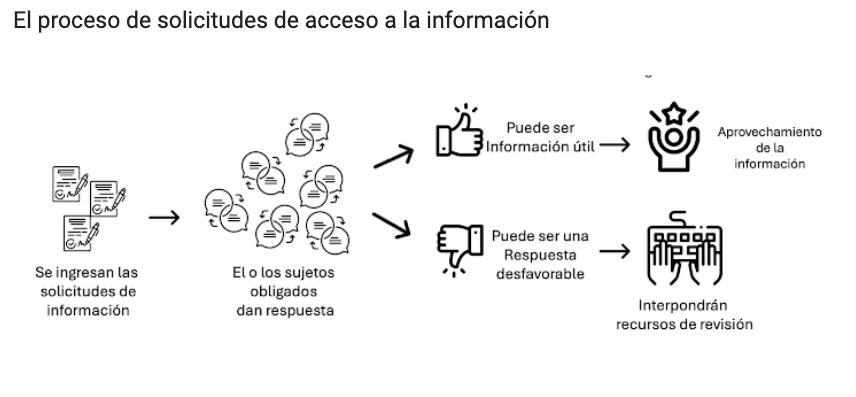 El proceso de solicitudes de acceso a la información
Se ingresan las
solicitudes de
información
El o los sujetos
obligados
dan respuesta
Puede ser
Información útil
Aprovechamiento
de la
información
Puede ser una
Respuesta
desfavorable
Interpondrán
recursos de revisión